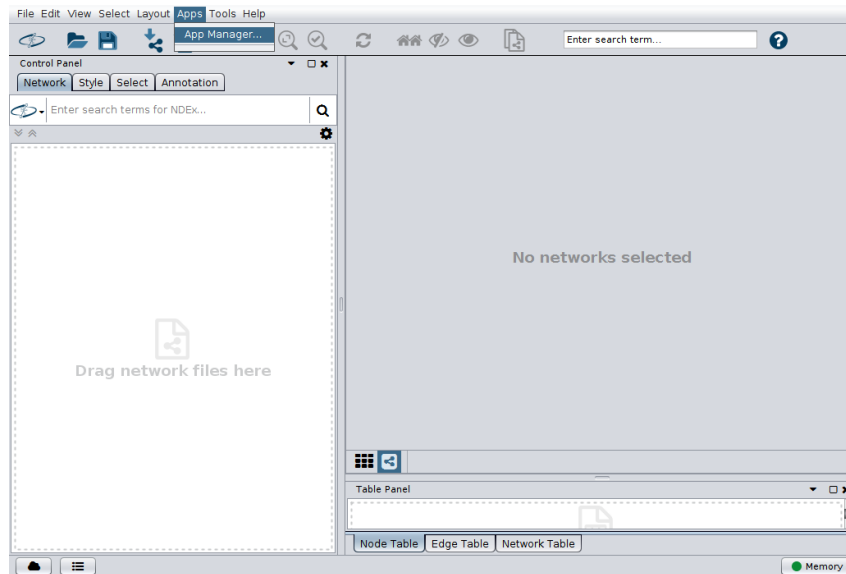 File Edit View Select Layout Apps Tools Help
App Manager...
Enter search term...
Control Panel
Network Style Select Annotation
Enter search terms for NDEx...
No networks selected
Drag network files here
Table Panel
Node Table Edge Table Network Table
Memory